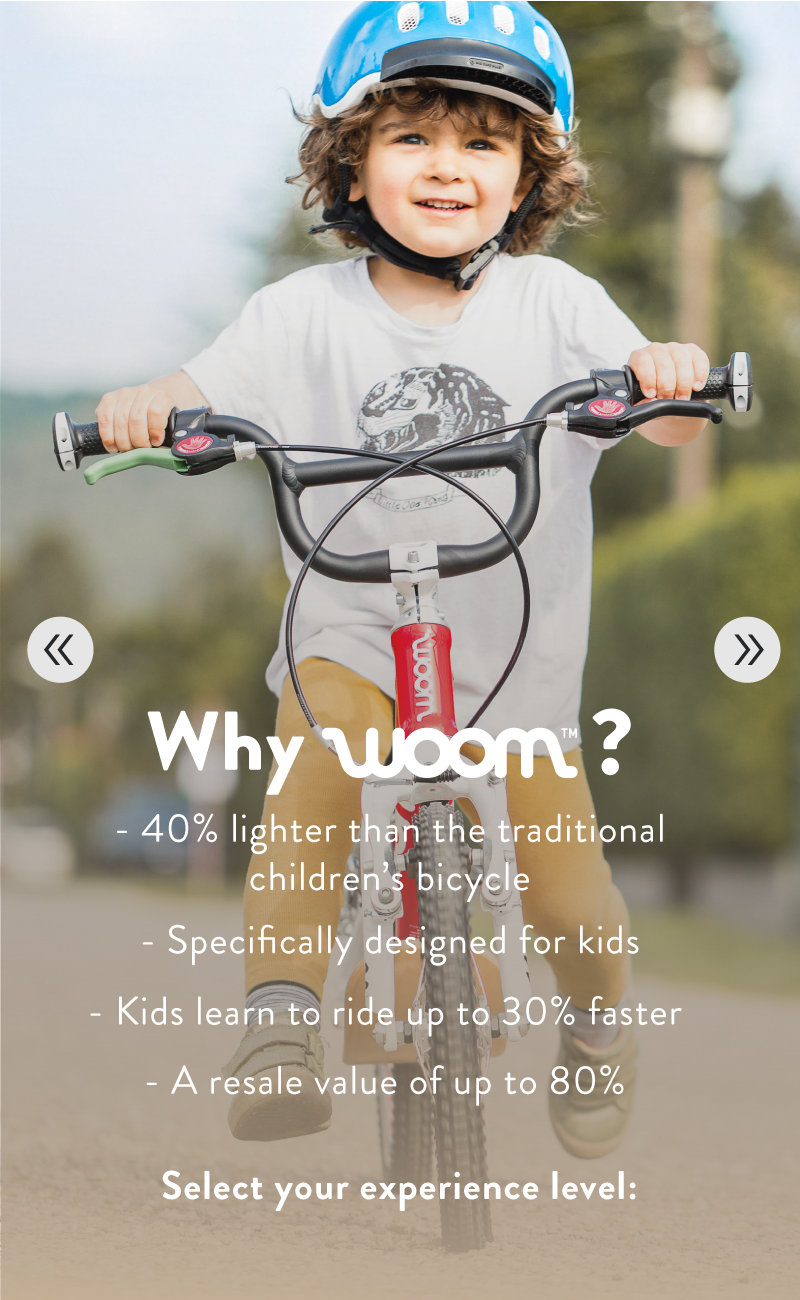 woom
Why woom™?
- 40% lighter than the traditional
children's bicycle
- Specifically designed for kids
- Kids learn to ride up to 30% faster
- A resale value of up to 80%
Select your experience level: